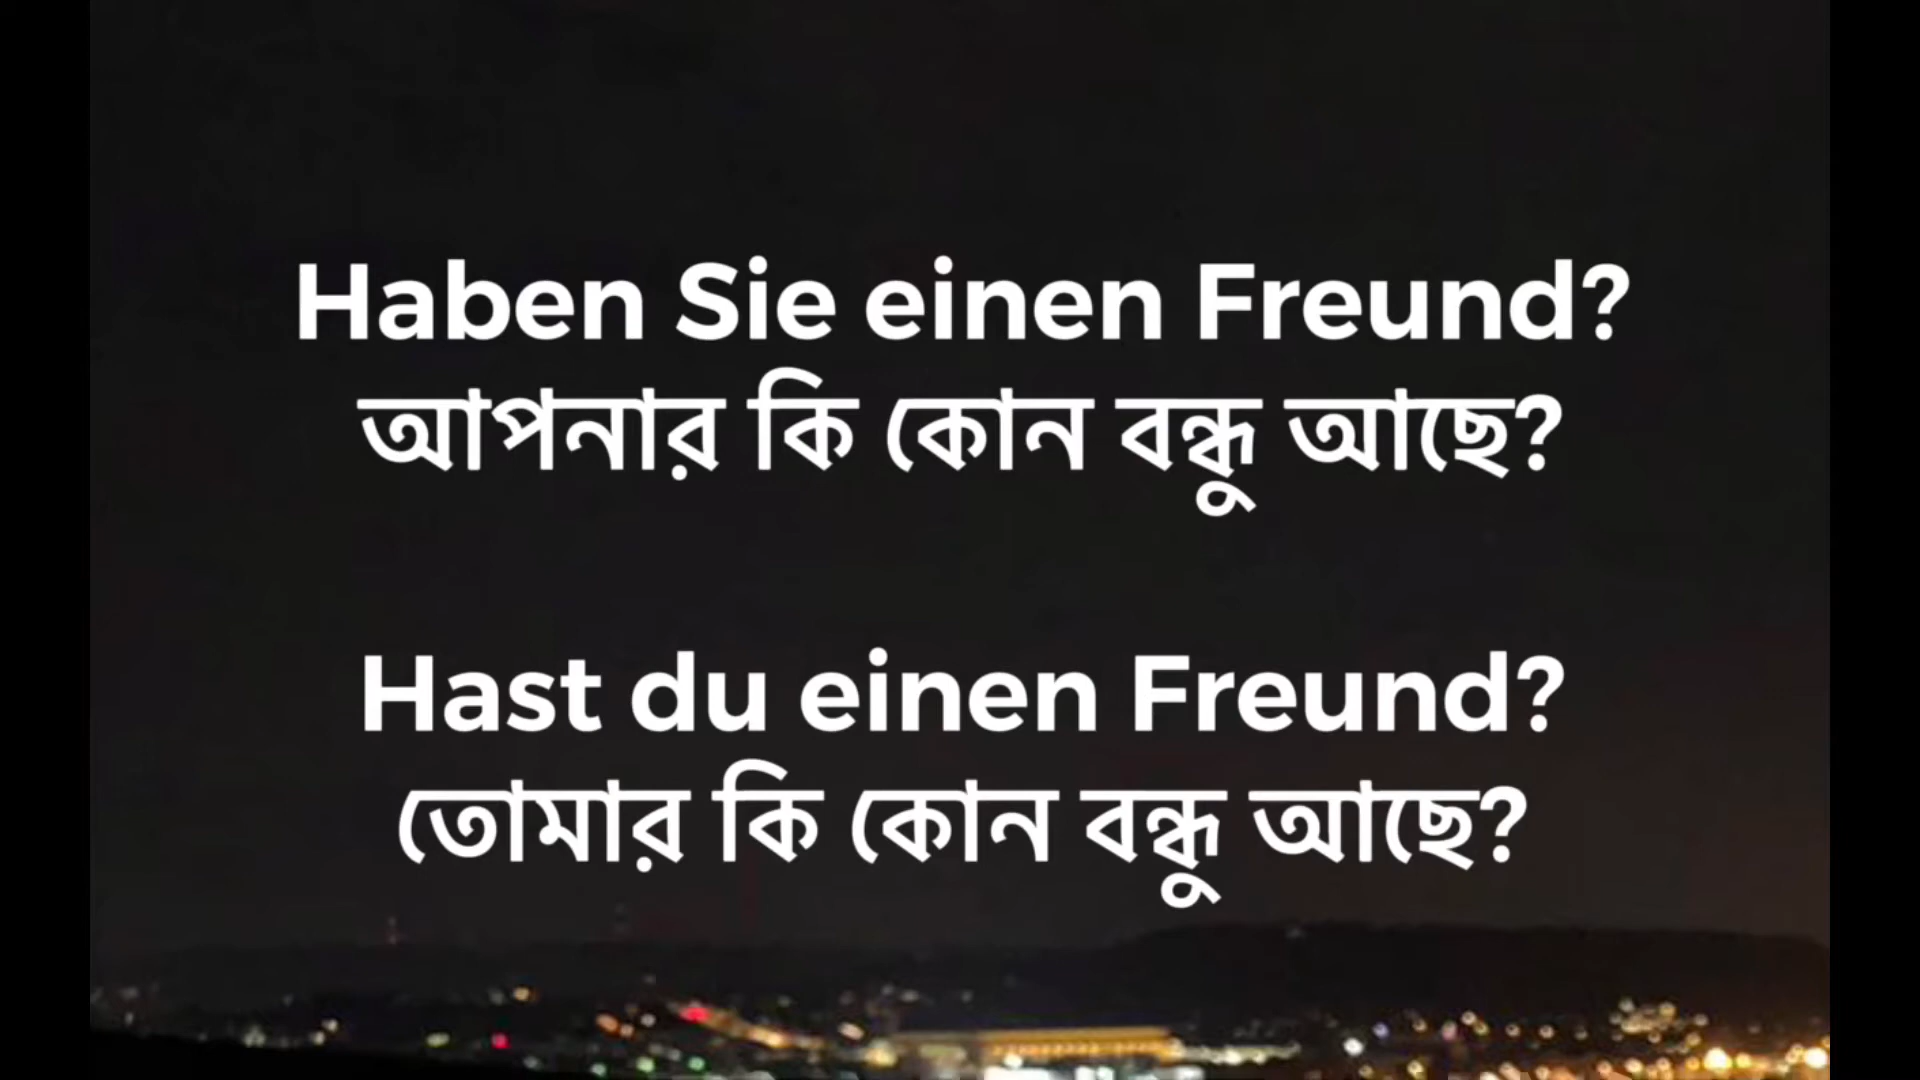 Haben Sie einen Freund?
আপনার কি কোন বন্ধু আছে?
Hast du einen Freund?
তোমার কি কোন বন্ধু আছে?